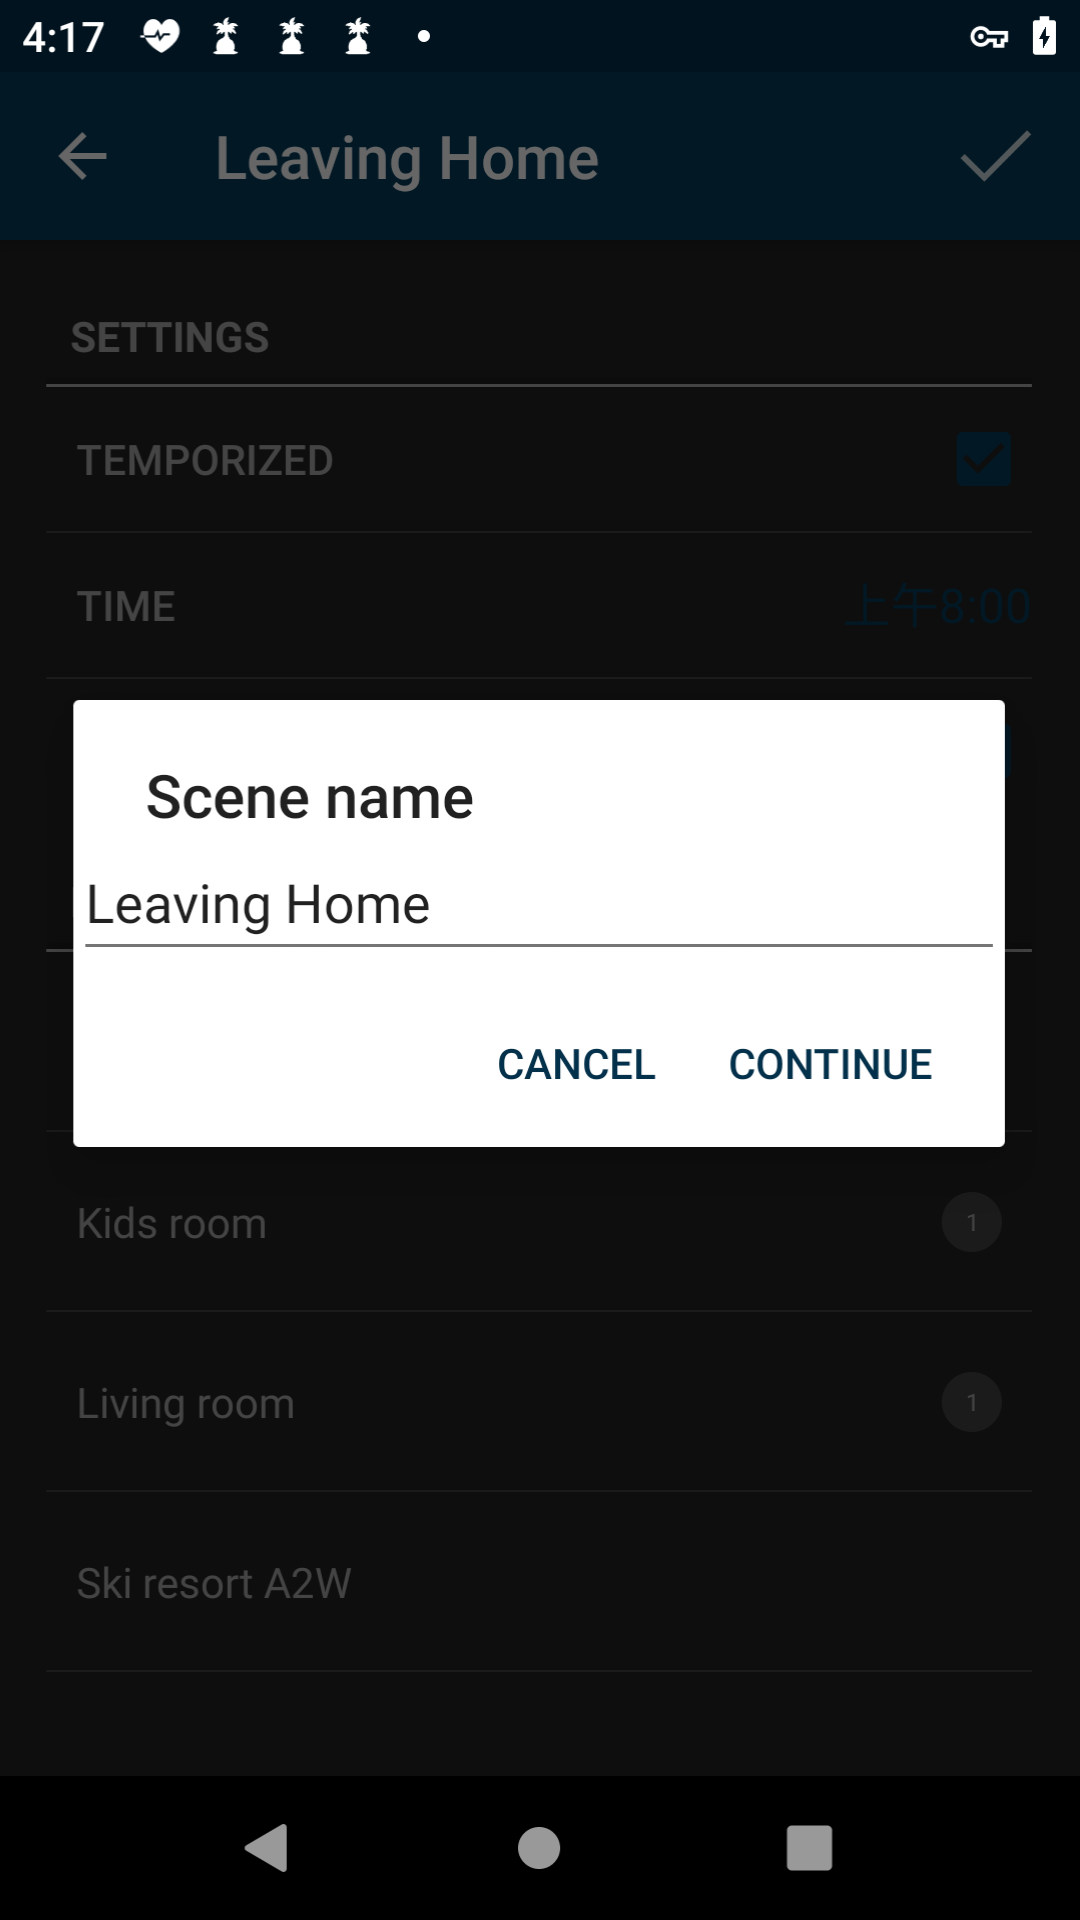 4:17
Leaving Home
SETTINGS
TEMPORIZED
TIME
上午8:00
Scene name
Leaving Home
CANCEL
CONTINUE
Kids room
1
Living room
1
Ski resort A2W